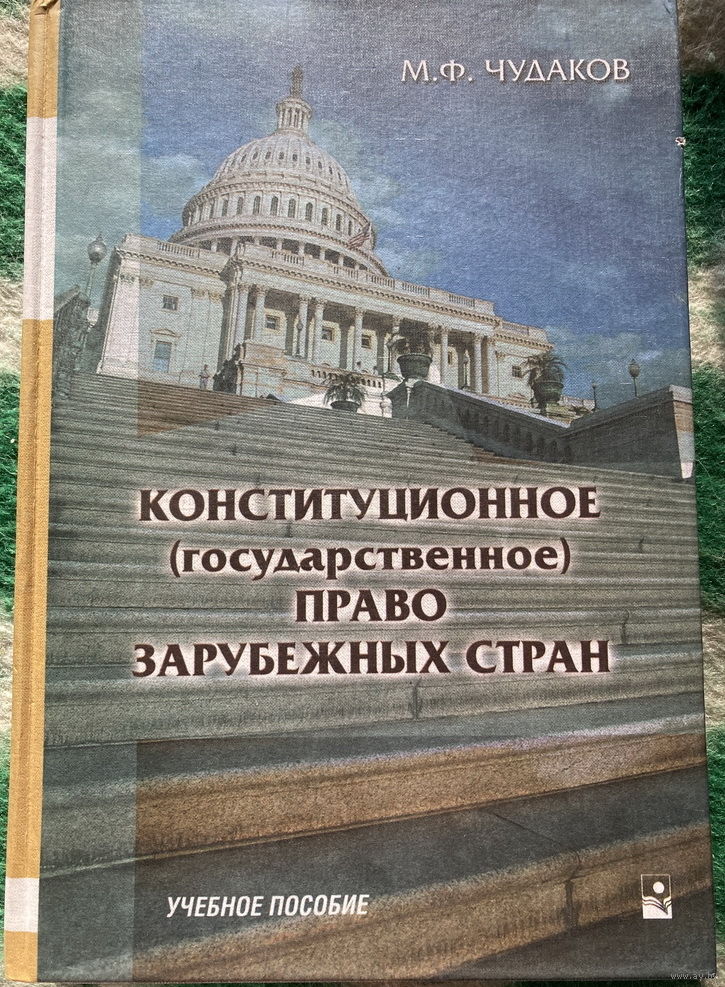 М.Ф. ЧУДАКОВ
КОНСТИТУЦИОННОЕ
(государственное)
ПРАВО
ЗАРУБЕЖНЫХ СТРАН
УЧЕБНОЕ ПОСОБИЕ